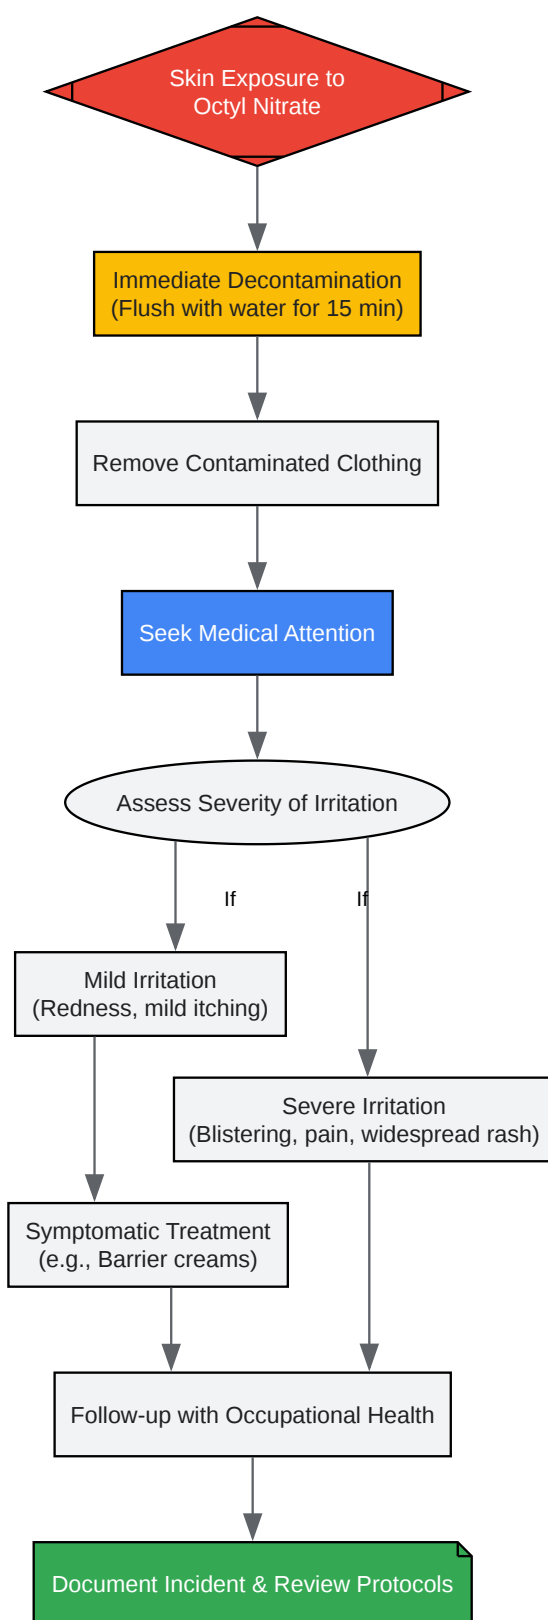 Skin Exposure to
Octyl Nitrate
Immediate Decontamination
(Flush with water for 15 min)
Remove Contaminated Clothing
Seek Medical Attention
Assess Severity of Irritation
If
If
Mild Irritation
(Redness, mild itching)
Severe Irritation
(Blistering, pain, widespread rash)
Symptomatic Treatment
(e.g., Barrier creams)
Follow-up with Occupational Health
Document Incident & Review Protocols